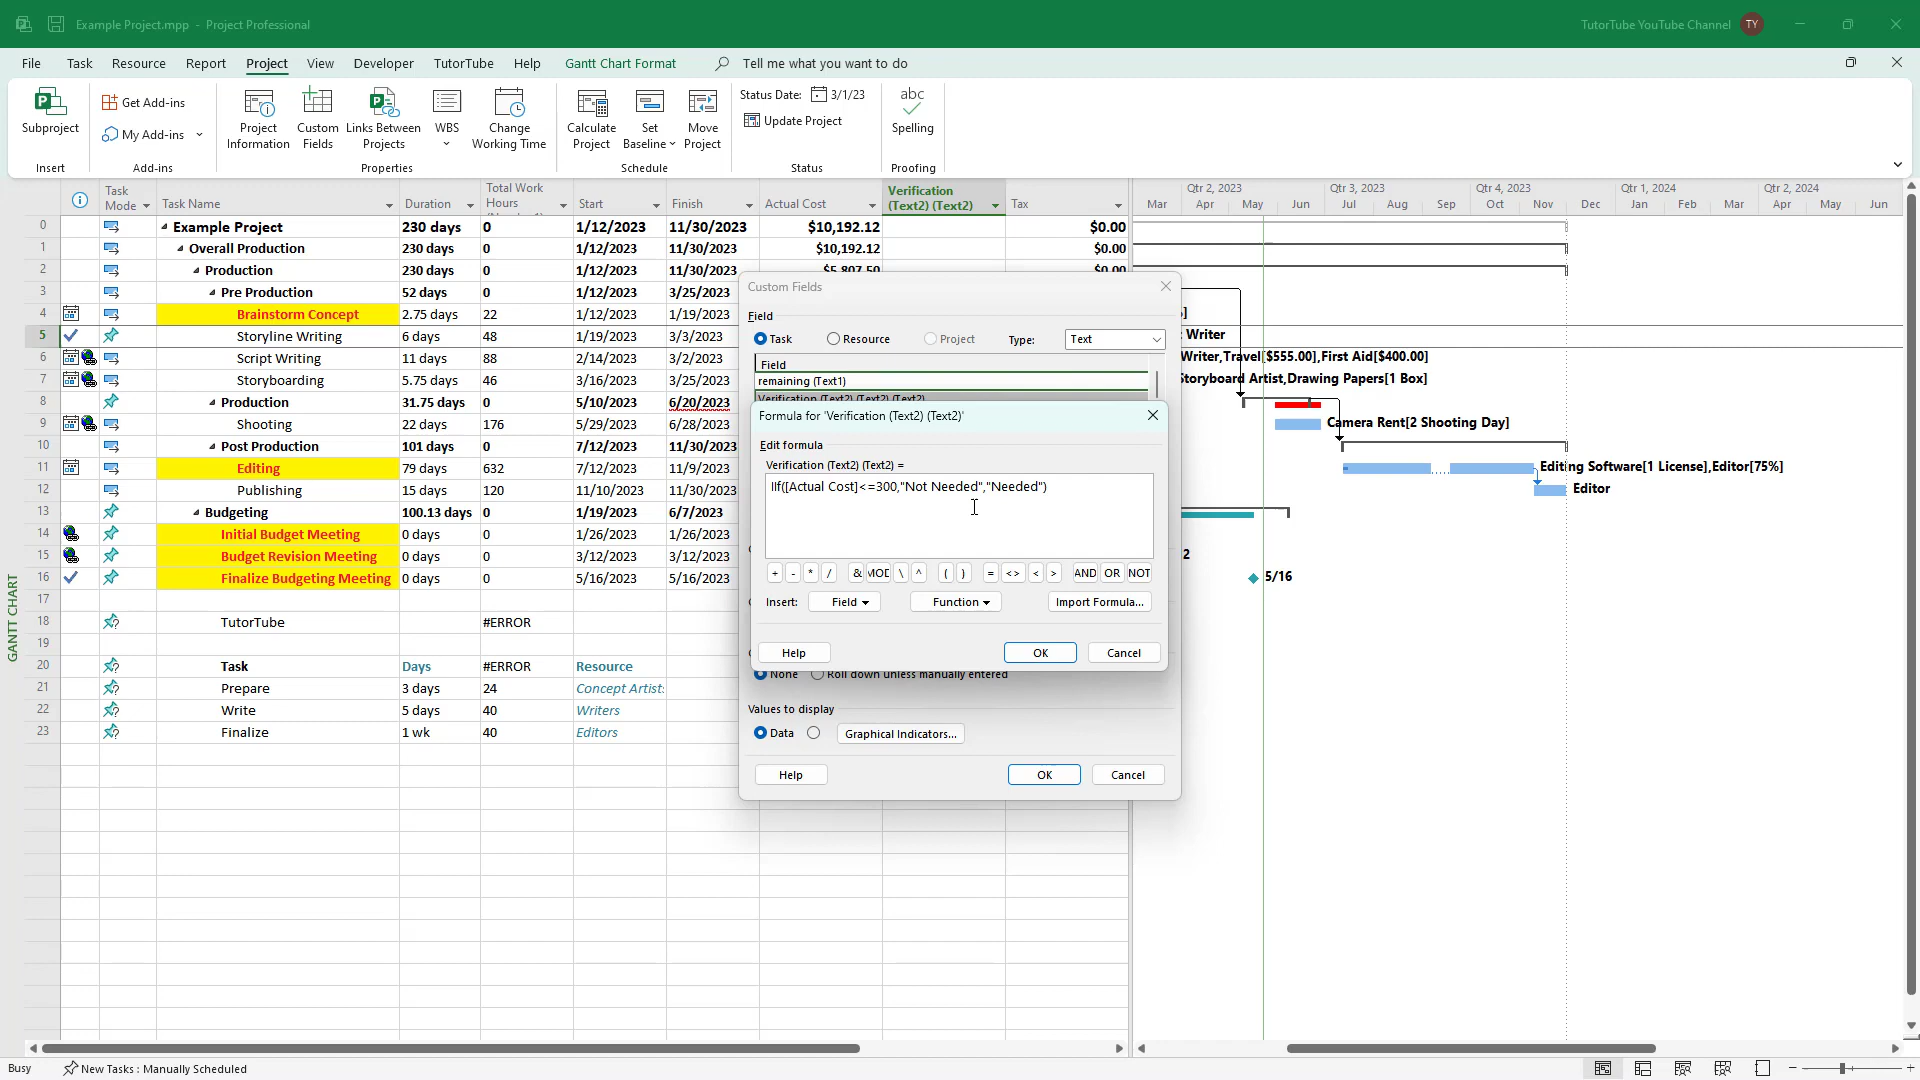 Example Project.mpp - Project Professional
TutorTube YouTube Channel TY
File Task Resource Report Project View Developer TutorTube Help Gantt Chart Format Tell me what you want to do
Subproject
Insert
Get Add-ins
My Add-ins
Add-ins
Project Information
Custom Fields
Links Between Projects
WBS
Change Working Time
Properties
Calculate Project
Set Baseline
Move Project
Schedule
Status Date: 3/1/23
Update Project
Status
abc
Spelling
Proofing
Task Mode Task Name Duration Total Work Hours Start Finish Actual Cost Verification (Text2) (Text2) Tax
Qtr 2, 2023 Qtr 3, 2023 Qtr 4, 2023 Qtr 1, 2024 Qtr 2, 2024
Mar Apr May Jun Jul Aug Sep Oct Nov Dec Jan Feb Mar Apr May Jun
0 Example Project 230 days 0 1/12/2023 11/30/2023 $10,192.12 $0.00
1 Overall Production 230 days 0 1/12/2023 11/30/2023 $10,192.12 $0.00
2 Production 230 days 0 1/12/2023 11/30/2023 $5,807.50 $0.00
3 Pre Production 52 days 0 1/12/2023 3/25/2023
4 Brainstorm Concept 2.75 days 22 1/12/2023 1/19/2023
5 Storyline Writing 6 days 48 1/19/2023 3/3/2023 Writer
6 Script Writing 11 days 88 2/14/2023 3/2/2023 Writer,Travel[$555.00],First Aid[$400.00]
7 Storyboarding 5.75 days 46 3/16/2023 3/25/2023 Storyboard Artist,Drawing Papers[1 Box]
8 Production 31.75 days 0 5/10/2023 6/20/2023
9 Shooting 22 days 176 5/29/2023 6/28/2023 Camera Rent[2 Shooting Day]
10 Post Production 101 days 0 7/12/2023 11/30/2023
11 Editing 79 days 632 7/12/2023 11/9/2023 Editing Software[1 License],Editor[75%]
12 Publishing 15 days 120 11/10/2023 11/30/2023 Editor
13 Budgeting 100.13 days 0 1/19/2023 6/7/2023
14 Initial Budget Meeting 0 days 0 1/26/2023 1/26/2023
15 Budget Revision Meeting 0 days 0 3/12/2023 3/12/2023
16 Finalize Budgeting Meeting 0 days 0 5/16/2023 5/16/2023 5/16
17
18 TutorTube #ERROR
19
20 Task Days #ERROR Resource
21 Prepare 3 days 24 Concept Artist:
22 Write 5 days 40 Writers
23 Finalize 1 wk 40 Editors
Custom Fields
Field
Task Resource Project Type: Text
Field
remaining (Text1)
Verification (Text2) (Text2) (Text2)
Formula for 'Verification (Text2) (Text2)'
Edit formula
Verification (Text2) (Text2) =
IIf([Actual Cost]<=300,"Not Needed","Needed")
+ - * / & MOD \ ^ ( ) = <> < > AND OR NOT
Insert: Field Function Import Formula...
Help OK Cancel
None Roll down unless manually entered
Values to display
Data Graphical Indicators...
Help OK Cancel
GANTT CHART
Busy New Tasks : Manually Scheduled